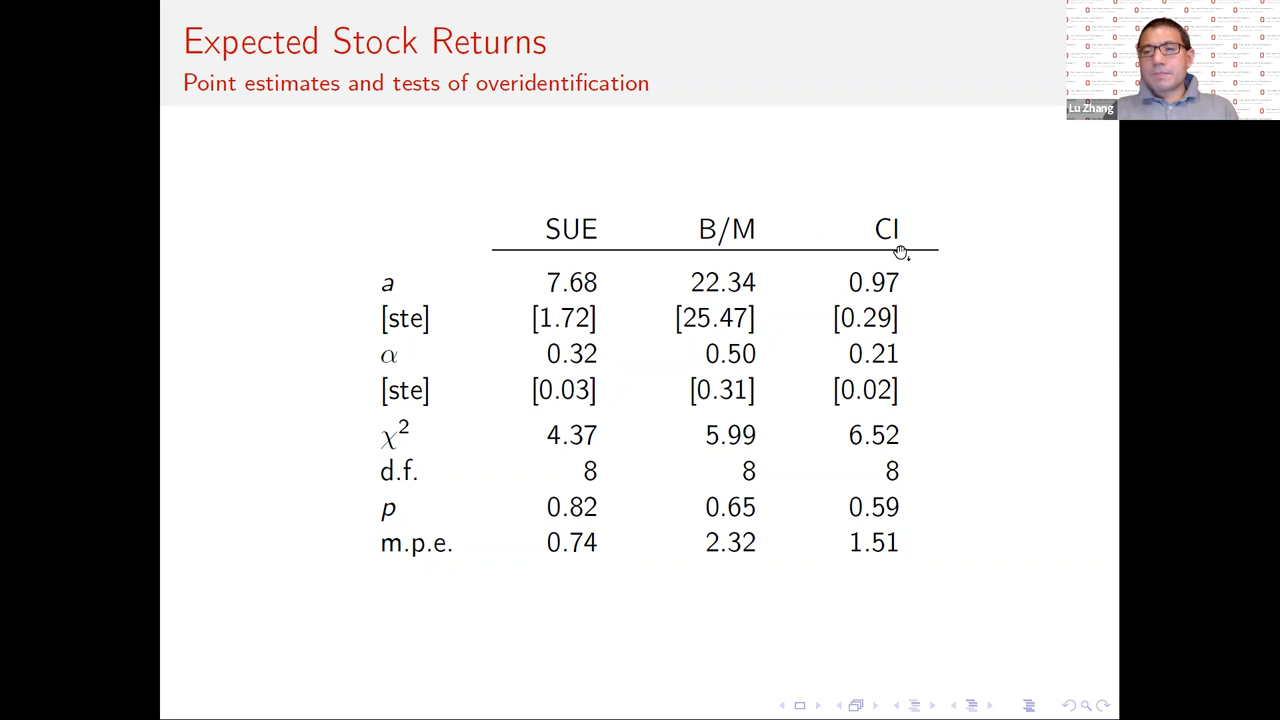 Expected Stock Returns
Point estimates and tests of overidentification
Lu Zhang
SUE B/M CI
a 7.68 22.34 0.97
[ste] [1.72] [25.47] [0.29]
α 0.32 0.50 0.21
[ste] [0.03] [0.31] [0.02]
χ² 4.37 5.99 6.52
d.f. 8 8 8
p 0.82 0.65 0.59
m.p.e. 0.74 2.32 1.51